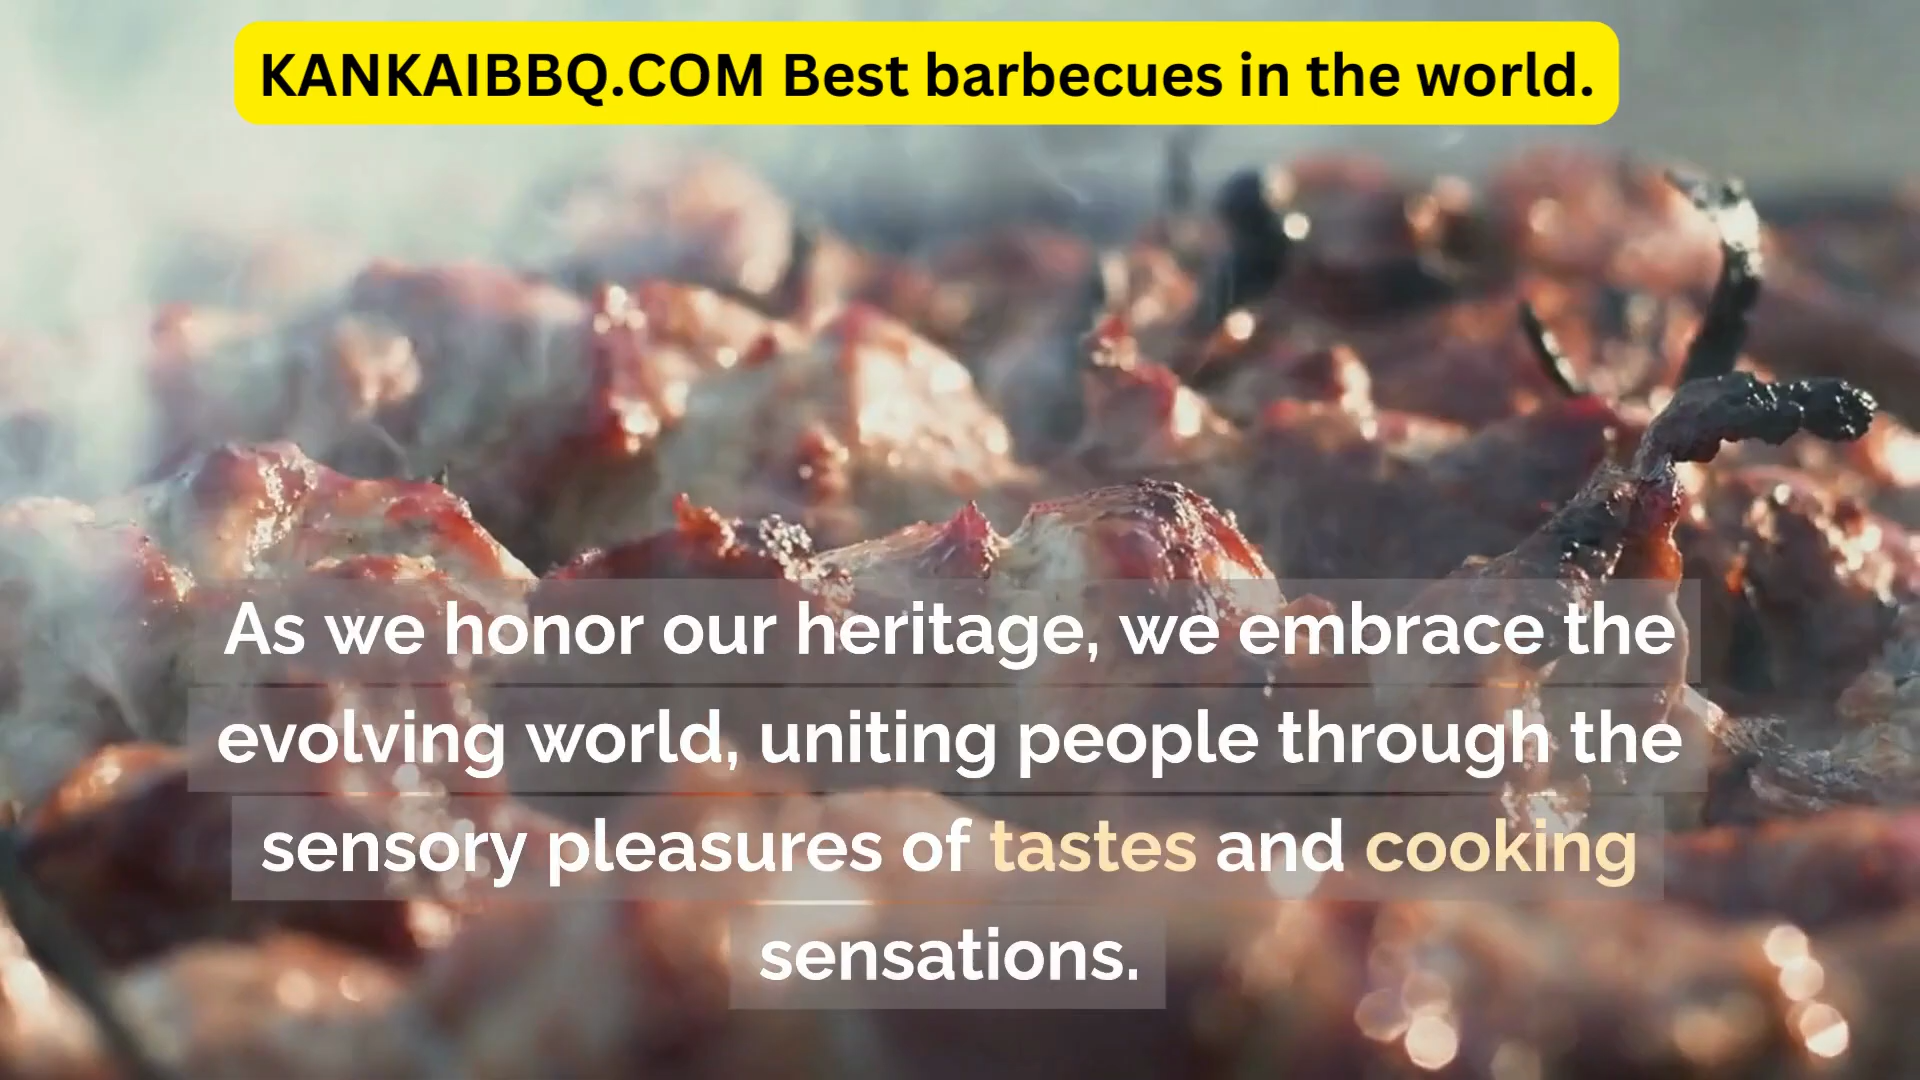 KANKAIBBQ.COM Best barbecues in the world.
As we honor our heritage, we embrace the
evolving world, uniting people through the
sensory pleasures of tastes and cooking
sensations.